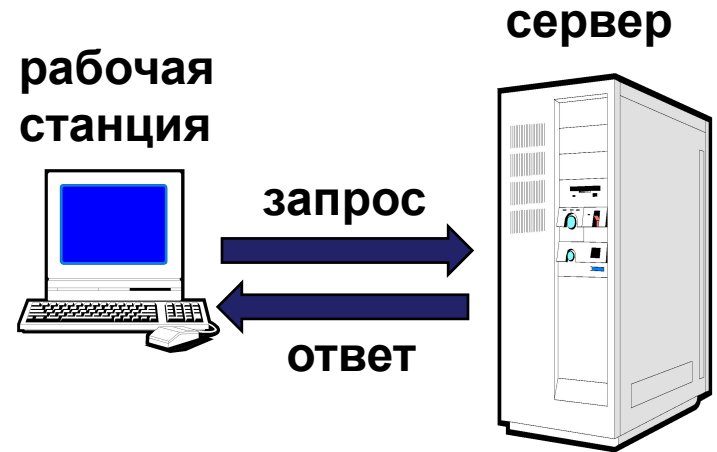 сервер
рабочая
станция
запрос
ответ